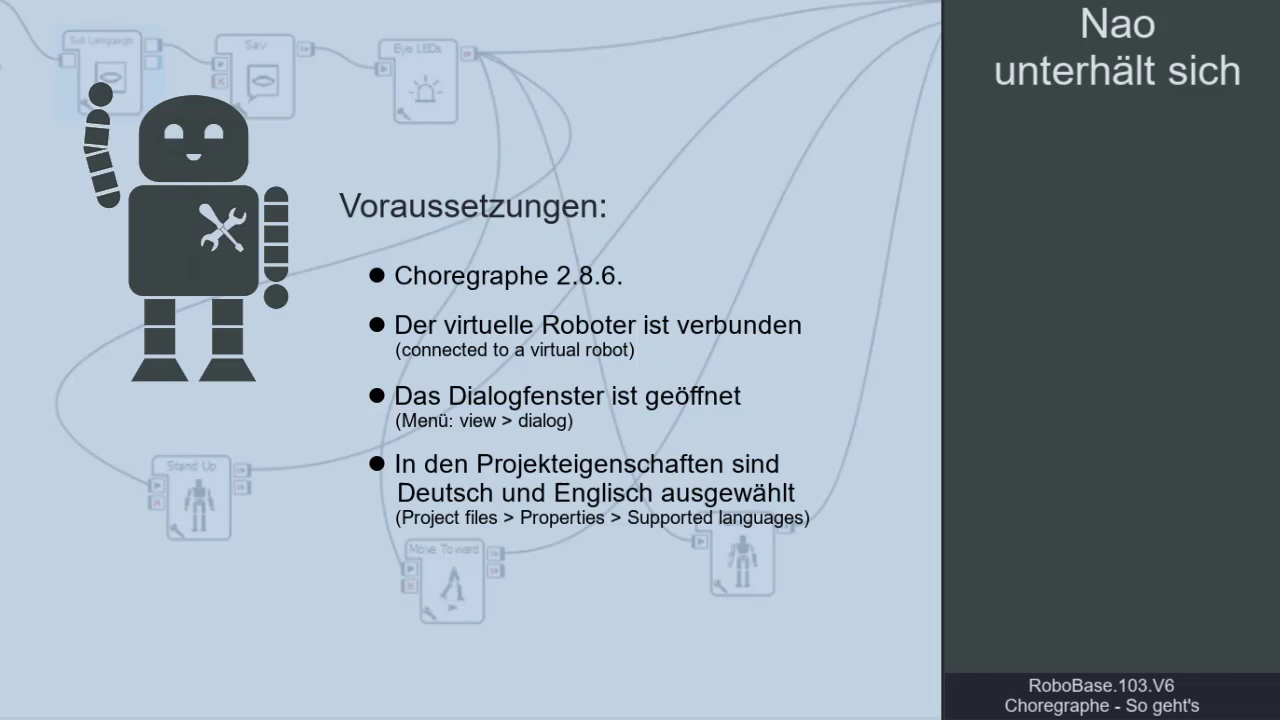 Nao
unterhält sich
Set Language
Say
Eye LEDs
Voraussetzungen:
Choregraphe 2.8.6.
Der virtuelle Roboter ist verbunden
(connected to a virtual robot)
Das Dialogfenster ist geöffnet
(Menü: view > dialog)
In den Projekteigenschaften sind
Deutsch und Englisch ausgewählt
(Project files > Properties > Supported languages)
Stand Up
Move Toward
RoboBase.103.V6
Choregraphe - So geht's